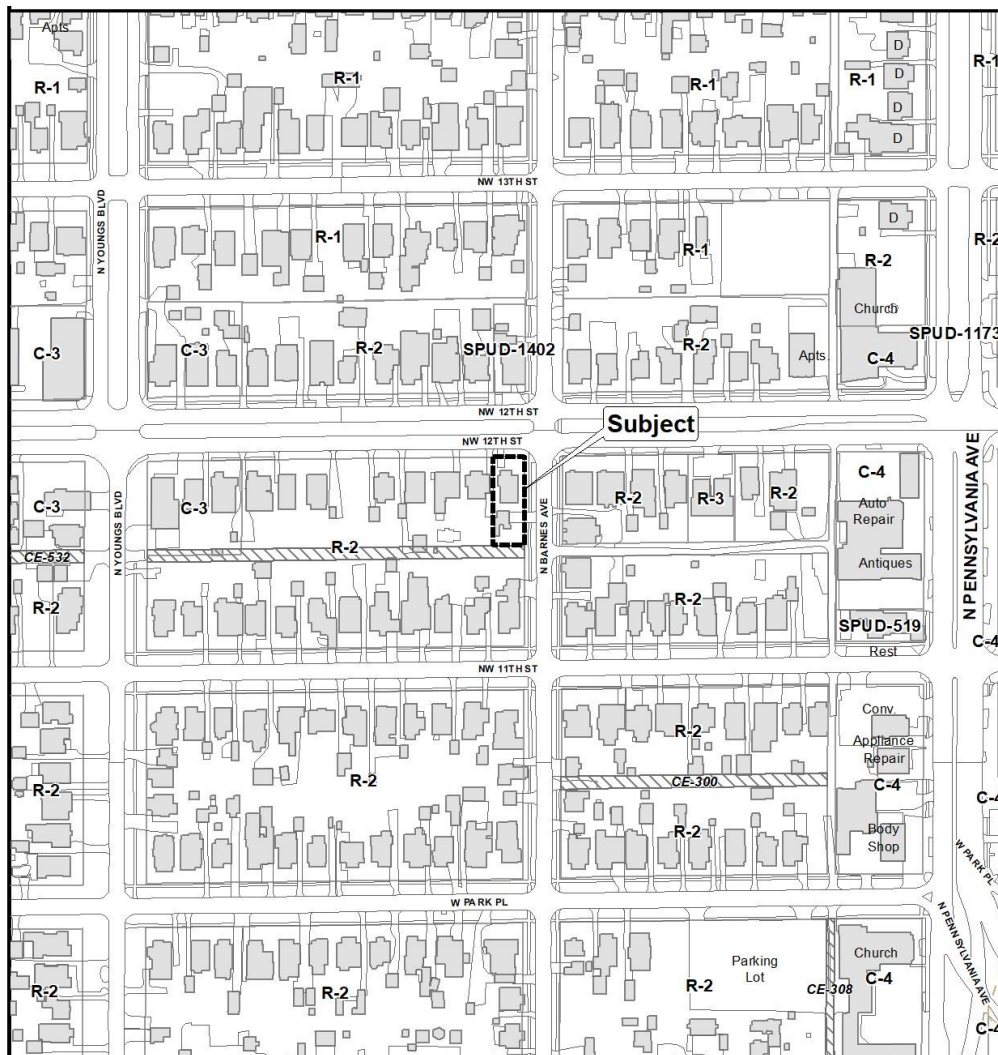 Apts
D
R-1
R-1
R-1
R-1
R-1
D
D
D
NW 13TH ST
N YOUNGS BLVD
D
R-1
R-1
R-2
R-2
Church
C-3
C-3
R-2
SPUD-1402
R-2
Apts.
C-4
SPUD-1173
NW 12TH ST
Subject
NW 12TH ST
C-3
C-3
R-2
R-3
R-2
C-4
Auto
Repair
N YOUNGS BLVD
N BARNES AVE
N PENNSYLVANIA AVE
CE-532
R-2
Antiques
R-2
R-2
SPUD-519
C-4
Rest
NW 11TH ST
Conv.
R-2
Appliance
Repair
R-2
R-2
CE-300
C-4
C-4
R-2
Body
Shop
W PARK PL
W PARK PL
N PENNSYLVANIA AVE
Church
Parking
Lot
R-2
R-2
R-2
CE-308
C-4
C-4